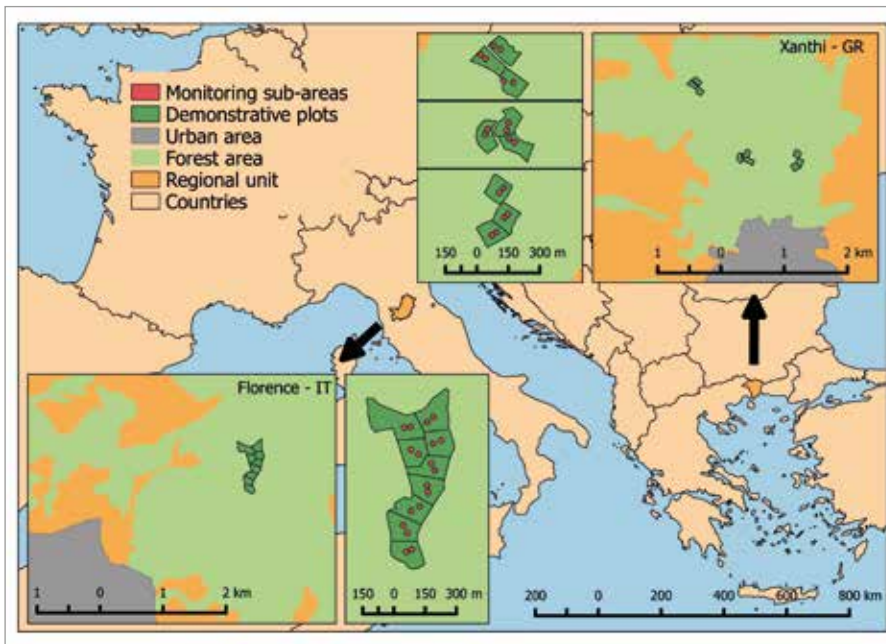 Xanthi - GR
Monitoring sub-areas
Demonstrative plots
Urban area
Forest area
Regional unit
Countries
150 0 150 300 m
1 0 1 2 km
Florence - IT
1 0 1 2 km
150 0 150 300 m
200 0 200 400 600 800 km